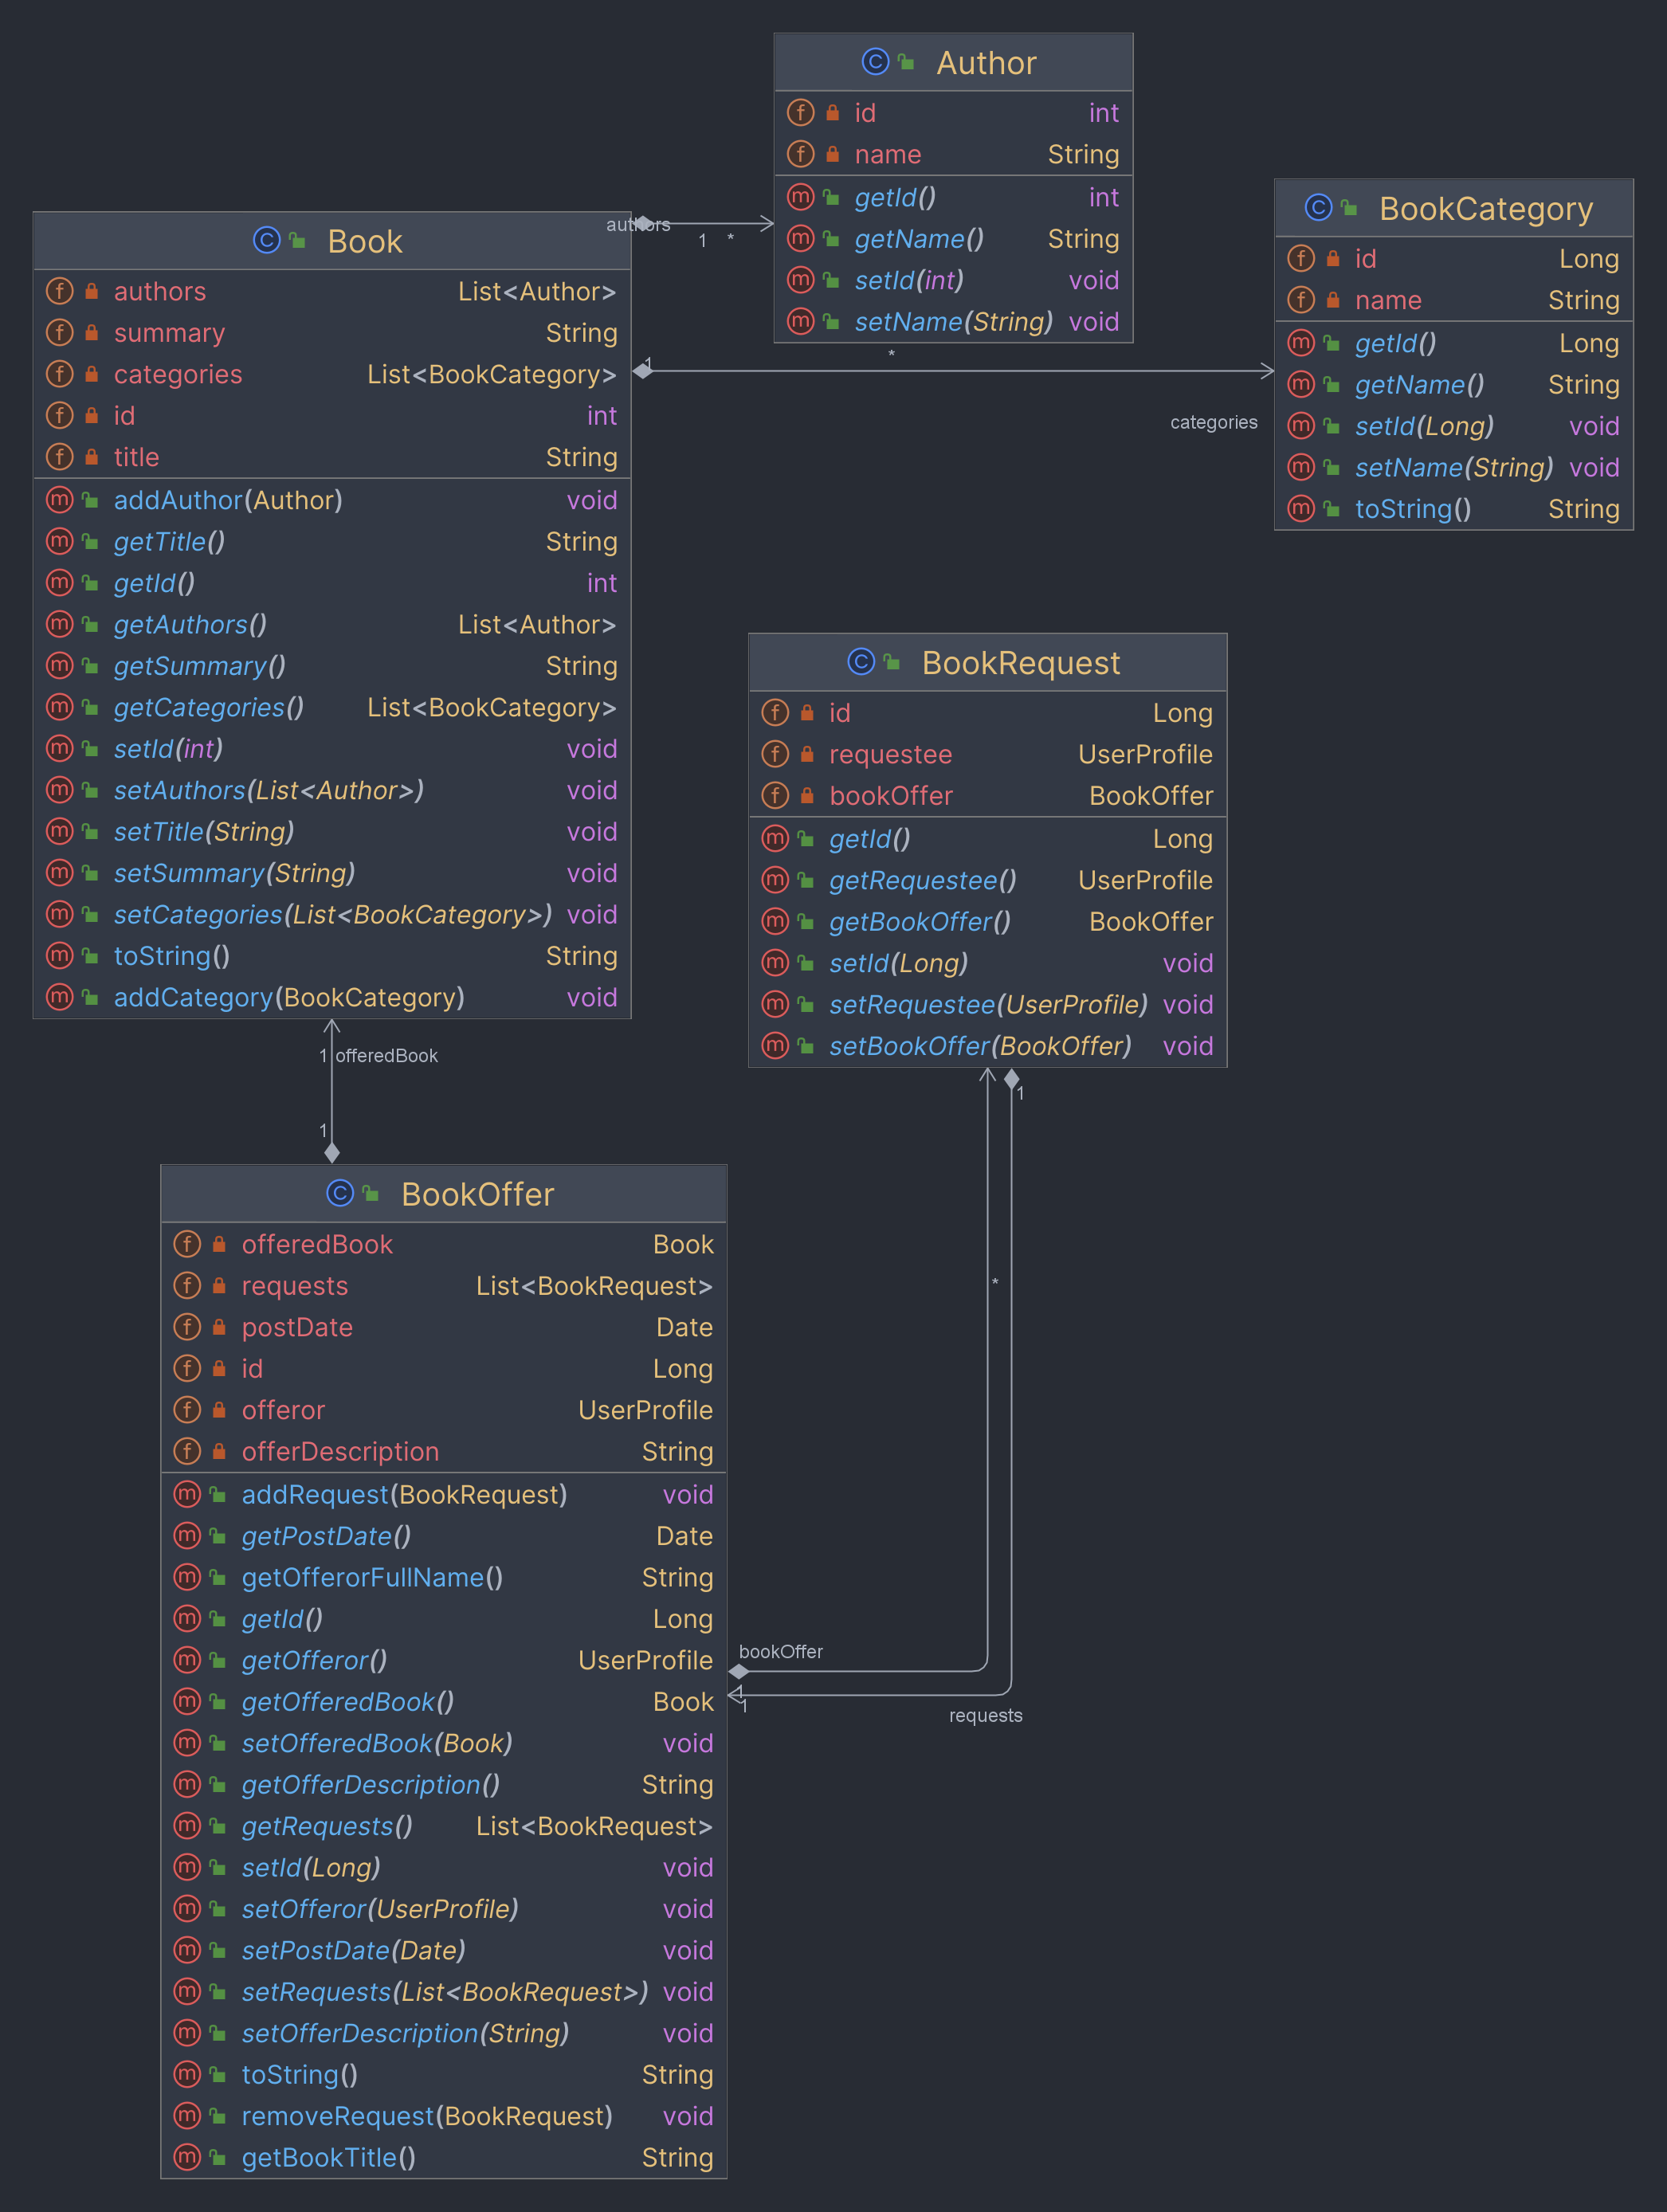 Author
id int
name String
getId() int
getName() String
setId(int) void
setName(String) void
BookCategory
id Long
name String
getId() Long
getName() String
setId(Long) void
setName(String) void
toString() String
Book
authors List<Author>
summary String
categories List<BookCategory>
id int
title String
addAuthor(Author) void
getTitle() String
getId() int
getAuthors() List<Author>
getSummary() String
getCategories() List<BookCategory>
setId(int) void
setAuthors(List<Author>) void
setTitle(String) void
setSummary(String) void
setCategories(List<BookCategory>) void
toString() String
addCategory(BookCategory) void
authors
1 *
1
*
categories
BookRequest
id Long
requestee UserProfile
bookOffer BookOffer
getId() Long
getRequestee() UserProfile
getBookOffer() BookOffer
setId(Long) void
setRequestee(UserProfile) void
setBookOffer(BookOffer) void
1 offeredBook
1
1
*
BookOffer
offeredBook Book
requests List<BookRequest>
postDate Date
id Long
offeror UserProfile
offerDescription String
addRequest(BookRequest) void
getPostDate() Date
getOfferorFullName() String
getId() Long
getOfferor() UserProfile
getOfferedBook() Book
setOfferedBook(Book) void
getOfferDescription() String
getRequests() List<BookRequest>
setId(Long) void
setOfferor(UserProfile) void
setPostDate(Date) void
setRequests(List<BookRequest>) void
setOfferDescription(String) void
toString() String
removeRequest(BookRequest) void
getBookTitle() String
bookOffer
1
1
requests